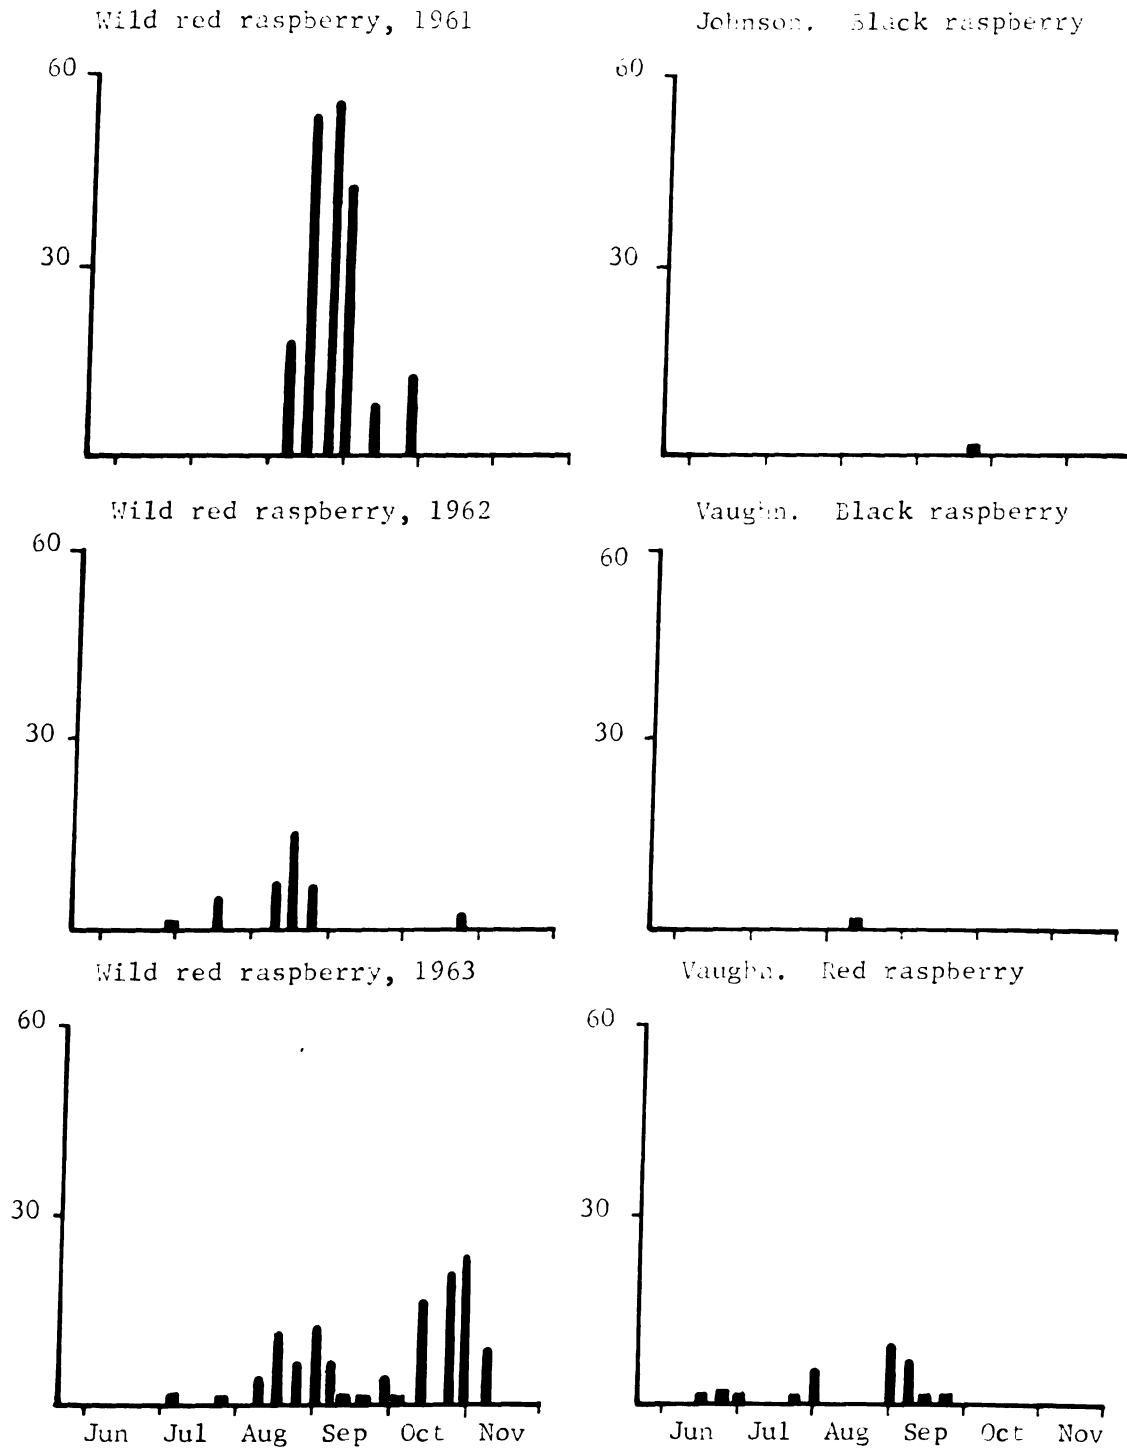 Wild red raspberry, 1961
60
30
Johnson. Black raspberry
60
30
Wild red raspberry, 1962
60
30
Vaughn. Black raspberry
60
30
Wild red raspberry, 1963
60
30
Jun Jul Aug Sep Oct Nov
Vaughn. Red raspberry
60
30
Jun Jul Aug Sep Oct Nov